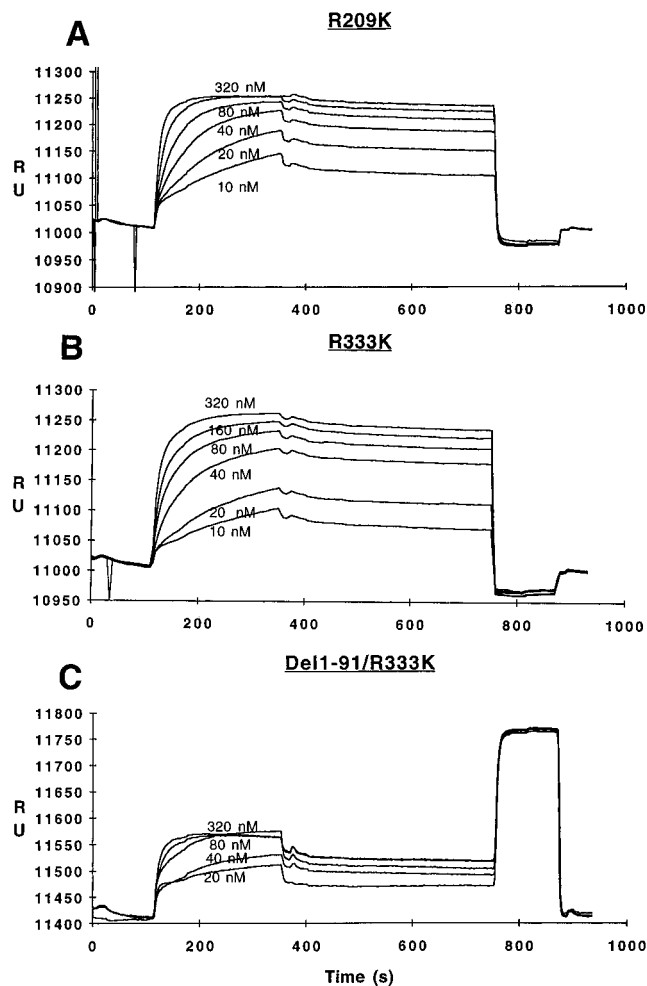 A
R209K
11300
11250
11200
11150
11100
11050
11000
10950
10900
R
U
320 nM
80 nM
40 nM
20 nM
10 nM
0
200
400
600
800
1000
B
R333K
11300
11250
11200
11150
11100
11050
11000
10950
R
U
320 nM
160 nM
80 nM
40 nM
20 nM
10 nM
0
200
400
600
800
1000
C
Del1-91/R333K
11800
11750
11700
11650
11600
11550
11500
11450
11400
R
U
320 nM
80 nM
40 nM
20 nM
0
200
400
600
800
1000
Time (s)